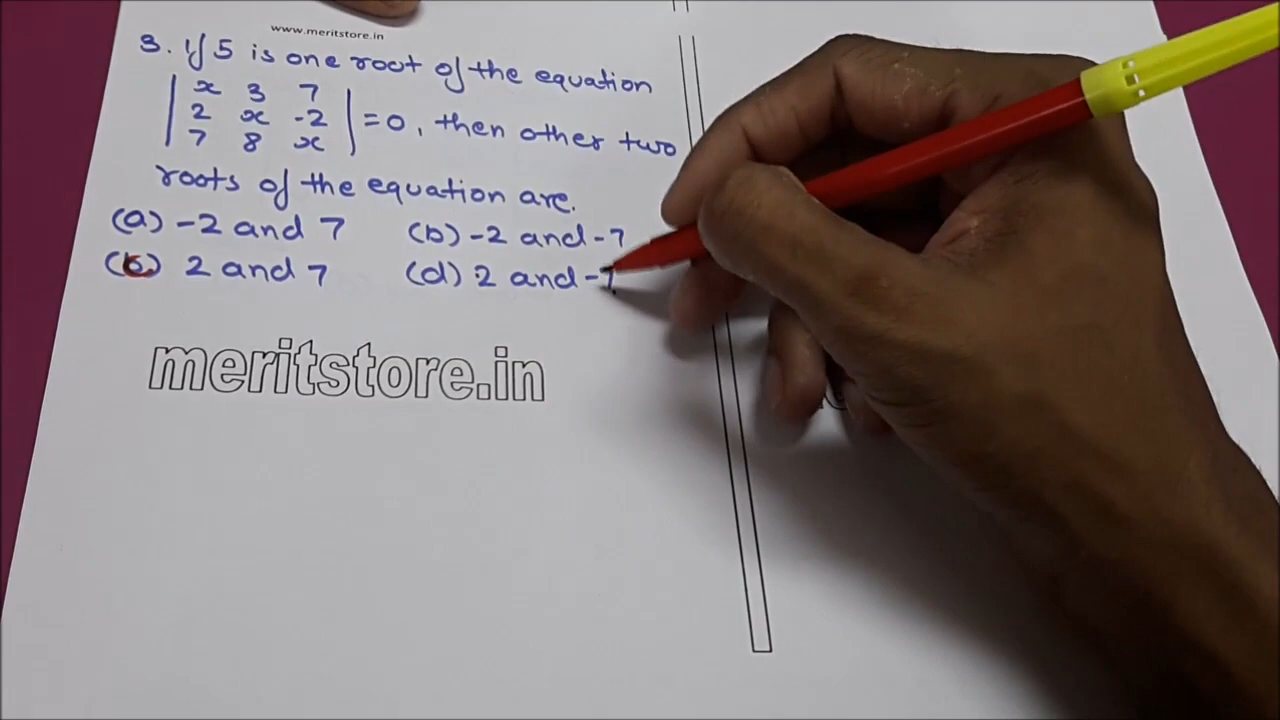 www.meritstore.in
3. If 5 is one root of the equation
| x 3 7 |
| 2 x -2 | = 0, then other two
| 7 8 x |
roots of the equation are.
(a) -2 and 7 (b) -2 and -7
(c) 2 and 7 (d) 2 and -7
meritstore.in